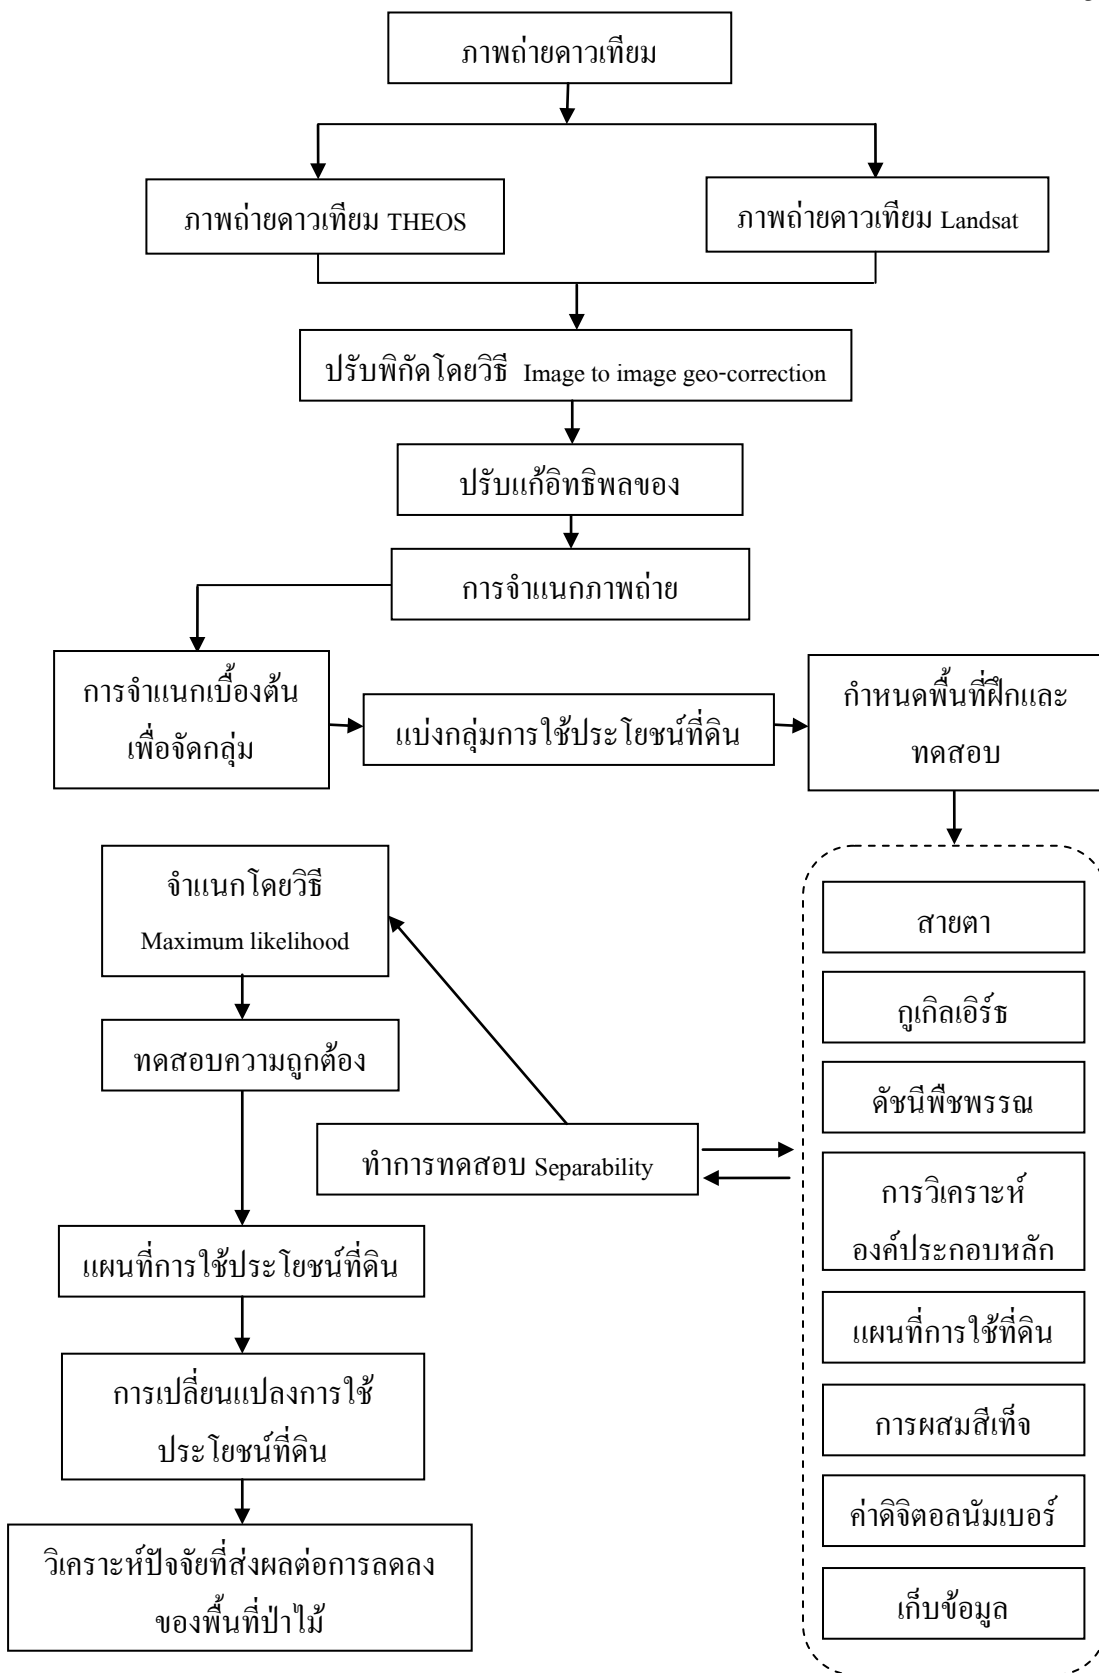 ภาพถ่ายดาวเทียม
ภาพถ่ายดาวเทียม THEOS
ภาพถ่ายดาวเทียม Landsat
ปรับพิกัดโดยวิธี Image to image geo-correction
ปรับแก้อิทธิพลของ
การจำแนกภาพถ่าย
การจำแนกเบื้องต้น
เพื่อจัดกลุ่ม
แบ่งกลุ่มการใช้ประโยชน์ที่ดิน
กำหนดพื้นที่ฝึกและ
ทดสอบ
สายตา
กูเกิลเอิร์ธ
ดัชนีพืชพรรณ
การวิเคราะห์
องค์ประกอบหลัก
แผนที่การใช้ที่ดิน
การผสมสีเท็จ
ค่าดิจิตอลนัมเบอร์
เก็บข้อมูล
ทำการทดสอบ Separability
จำแนกโดยวิธี
Maximum likelihood
ทดสอบความถูกต้อง
แผนที่การใช้ประโยชน์ที่ดิน
การเปลี่ยนแปลงการใช้
ประโยชน์ที่ดิน
วิเคราะห์ปัจจัยที่ส่งผลต่อการลดลง
ของพื้นที่ป่าไม้